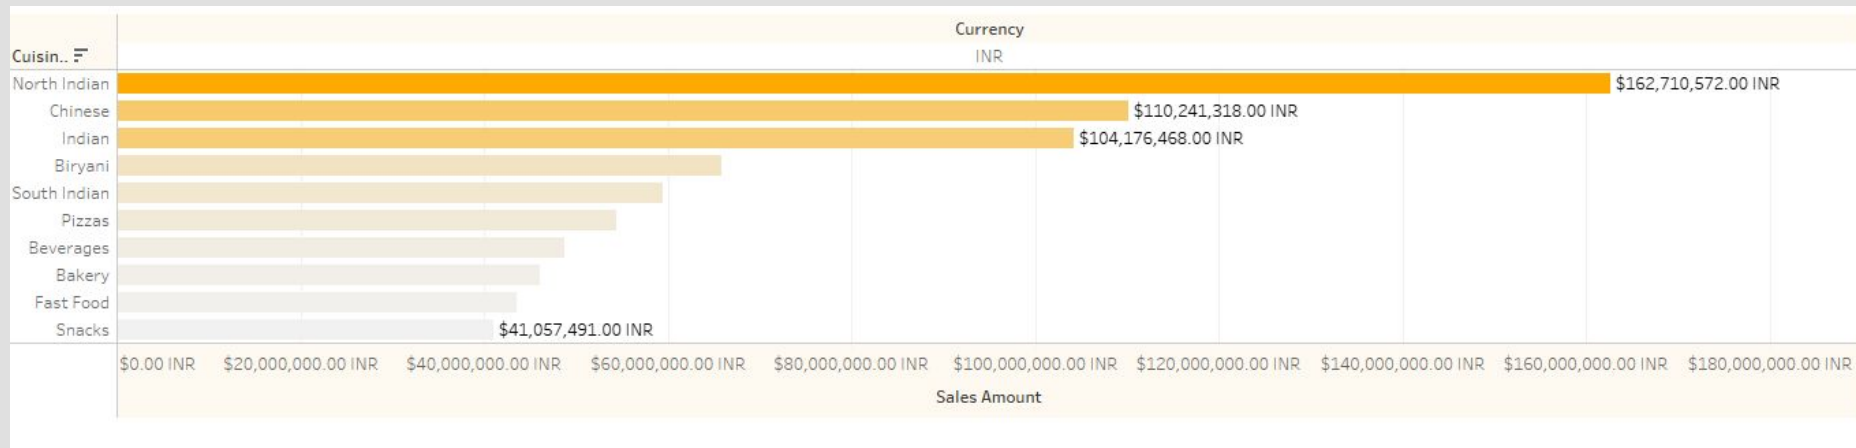 Currency
Cuisin.. INR
North Indian $162,710,572.00 INR
Chinese $110,241,318.00 INR
Indian $104,176,468.00 INR
Biryani
South Indian
Pizzas
Beverages
Bakery
Fast Food
Snacks $41,057,491.00 INR
$0.00 INR $20,000,000.00 INR $40,000,000.00 INR $60,000,000.00 INR $80,000,000.00 INR $100,000,000.00 INR $120,000,000.00 INR $140,000,000.00 INR $160,000,000.00 INR $180,000,000.00 INR
Sales Amount